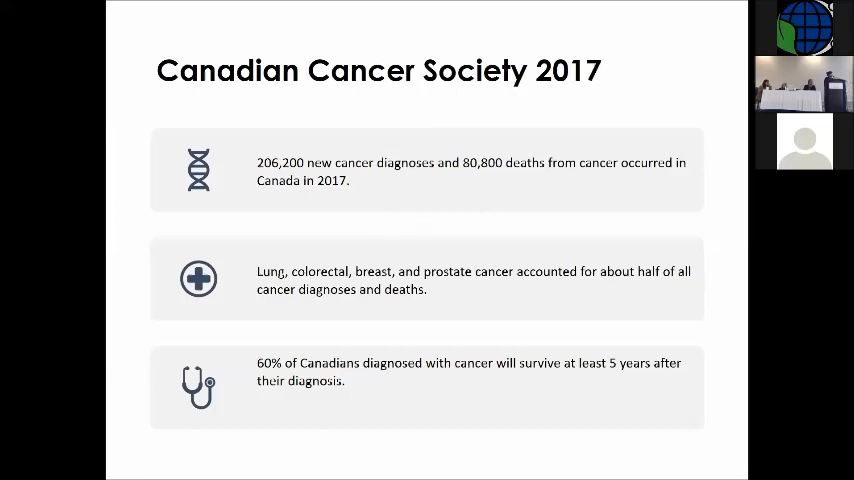 Canadian Cancer Society 2017
206,200 new cancer diagnoses and 80,800 deaths from cancer occurred in
Canada in 2017.
Lung, colorectal, breast, and prostate cancer accounted for about half of all
cancer diagnoses and deaths.
60% of Canadians diagnosed with cancer will survive at least 5 years after
their diagnosis.